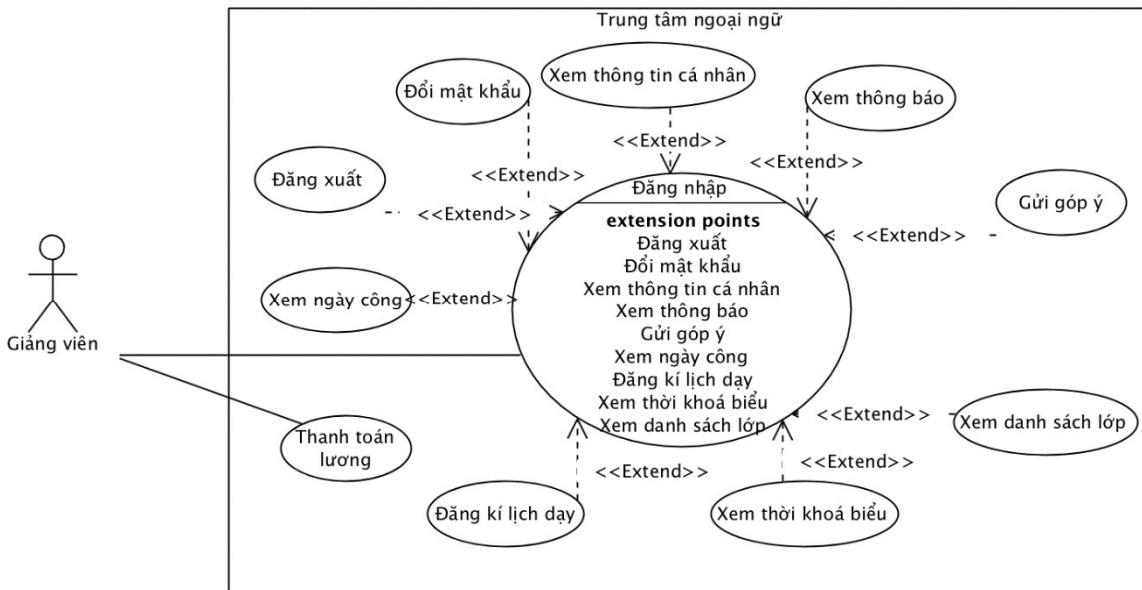 Trung tâm ngoại ngữ
Xem thông tin cá nhân
Đổi mật khẩu
Xem thông báo
<<Extend>>
<<Extend>>
<<Extend>>
Đăng xuất
<<Extend>>
Gửi góp ý
<<Extend>>
Đăng nhập
extension points
Đăng xuất
Đổi mật khẩu
Xem thông tin cá nhân
Xem thông báo
Gửi góp ý
Xem ngày công
Đăng kí lịch dạy
Xem thời khoá biểu
Xem danh sách lớp
Xem ngày công
<<Extend>>
Giảng viên
Thanh toán
lương
<<Extend>>
Xem danh sách lớp
<<Extend>>
<<Extend>>
Đăng kí lịch dạy
Xem thời khoá biểu